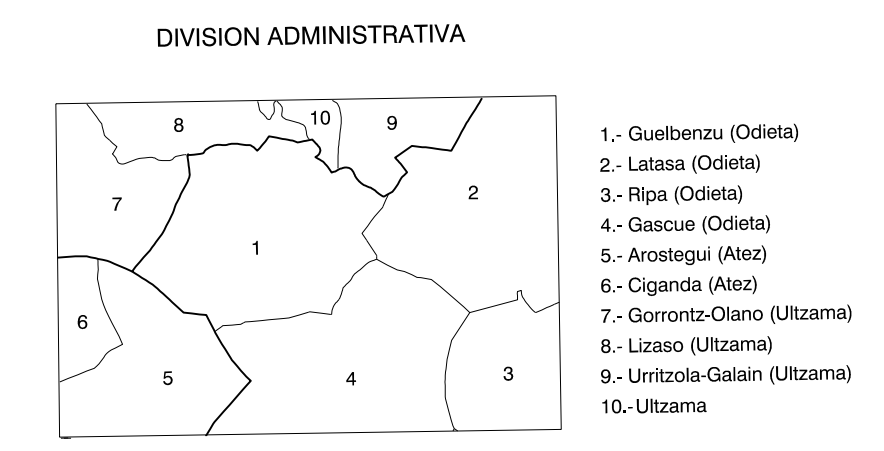 DIVISION ADMINISTRATIVA
8
10
9
7
2
1
6
5
4
3
1.- Guelbenzu (Odieta)
2.- Latasa (Odieta)
3.- Ripa (Odieta)
4.- Gascue (Odieta)
5.- Arostegui (Atez)
6.- Ciganda (Atez)
7.- Gorrontz-Olano (Ultzama)
8.- Lizaso (Ultzama)
9.- Urritzola-Galain (Ultzama)
10.- Ultzama